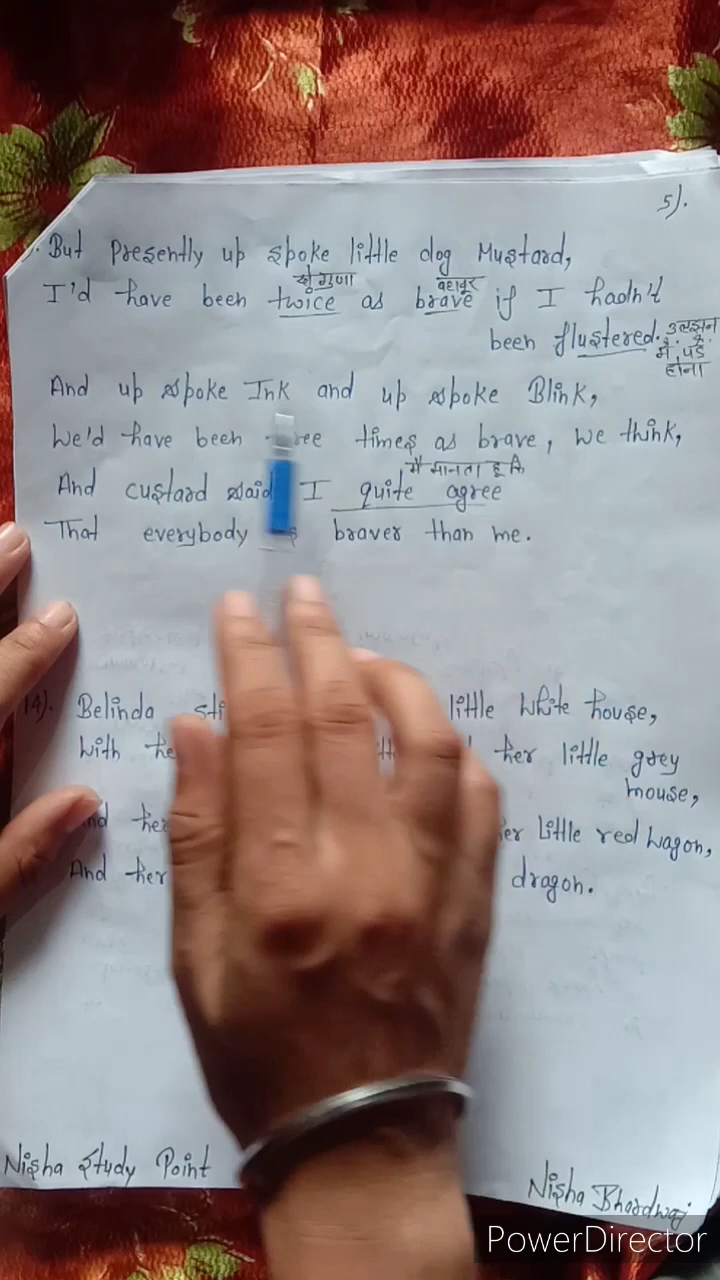 5).
But Presently up spoke little dog Mustard,
दो गुणा बहादूर
I'd have been twice as brave if I hadn't
been flustered. उलझन
में पड़े
होना
And up spoke Ink and up spoke Blink,
We'd have been times as brave, we think,
मैं मानता हू कि
And custard said I quite agree
That everybody braver than me.
14). Belinda little white house,
With her little grey
mouse,
her Little red wagon,
And her dragon.
Nisha Study Point
Nisha Bhardwaj
PowerDirector